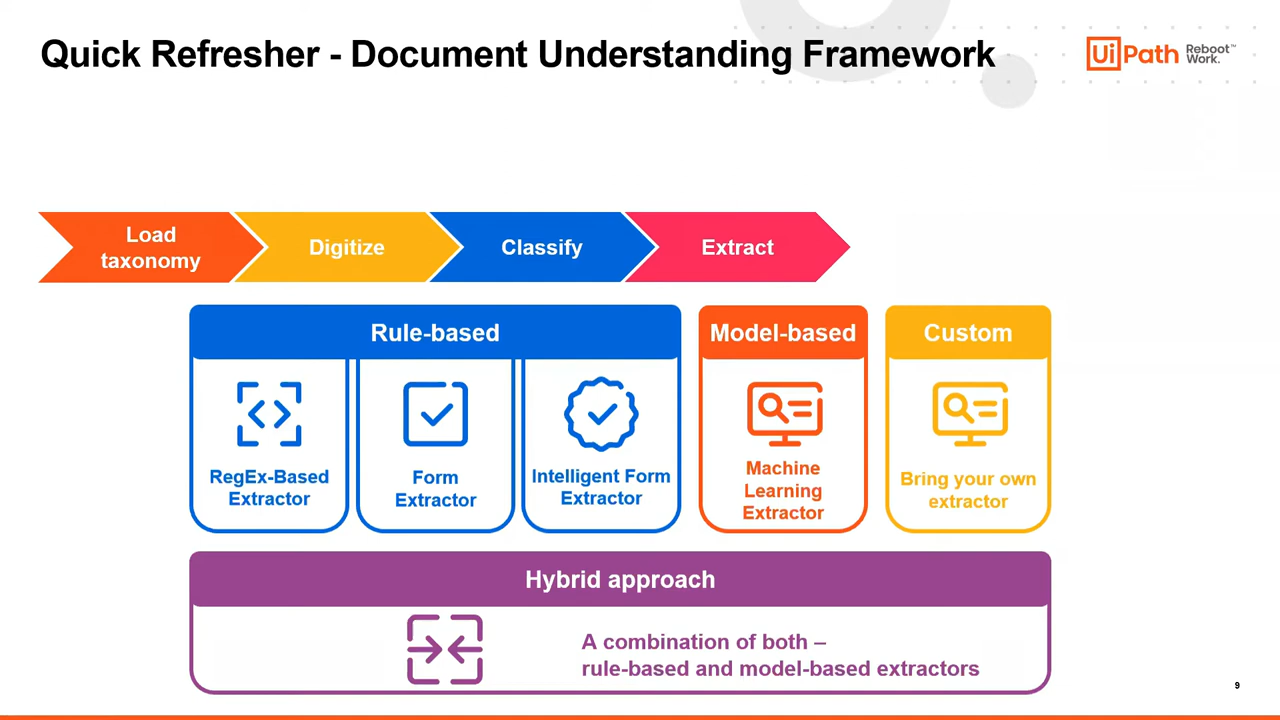 Quick Refresher - Document Understanding Framework
UiPath Reboot™
Work.
Load
taxonomy
Digitize
Classify
Extract
Rule-based
Model-based
Custom
RegEx-Based
Extractor
Form
Extractor
Intelligent Form
Extractor
Machine
Learning
Extractor
Bring your own
extractor
Hybrid approach
A combination of both –
rule-based and model-based extractors
9